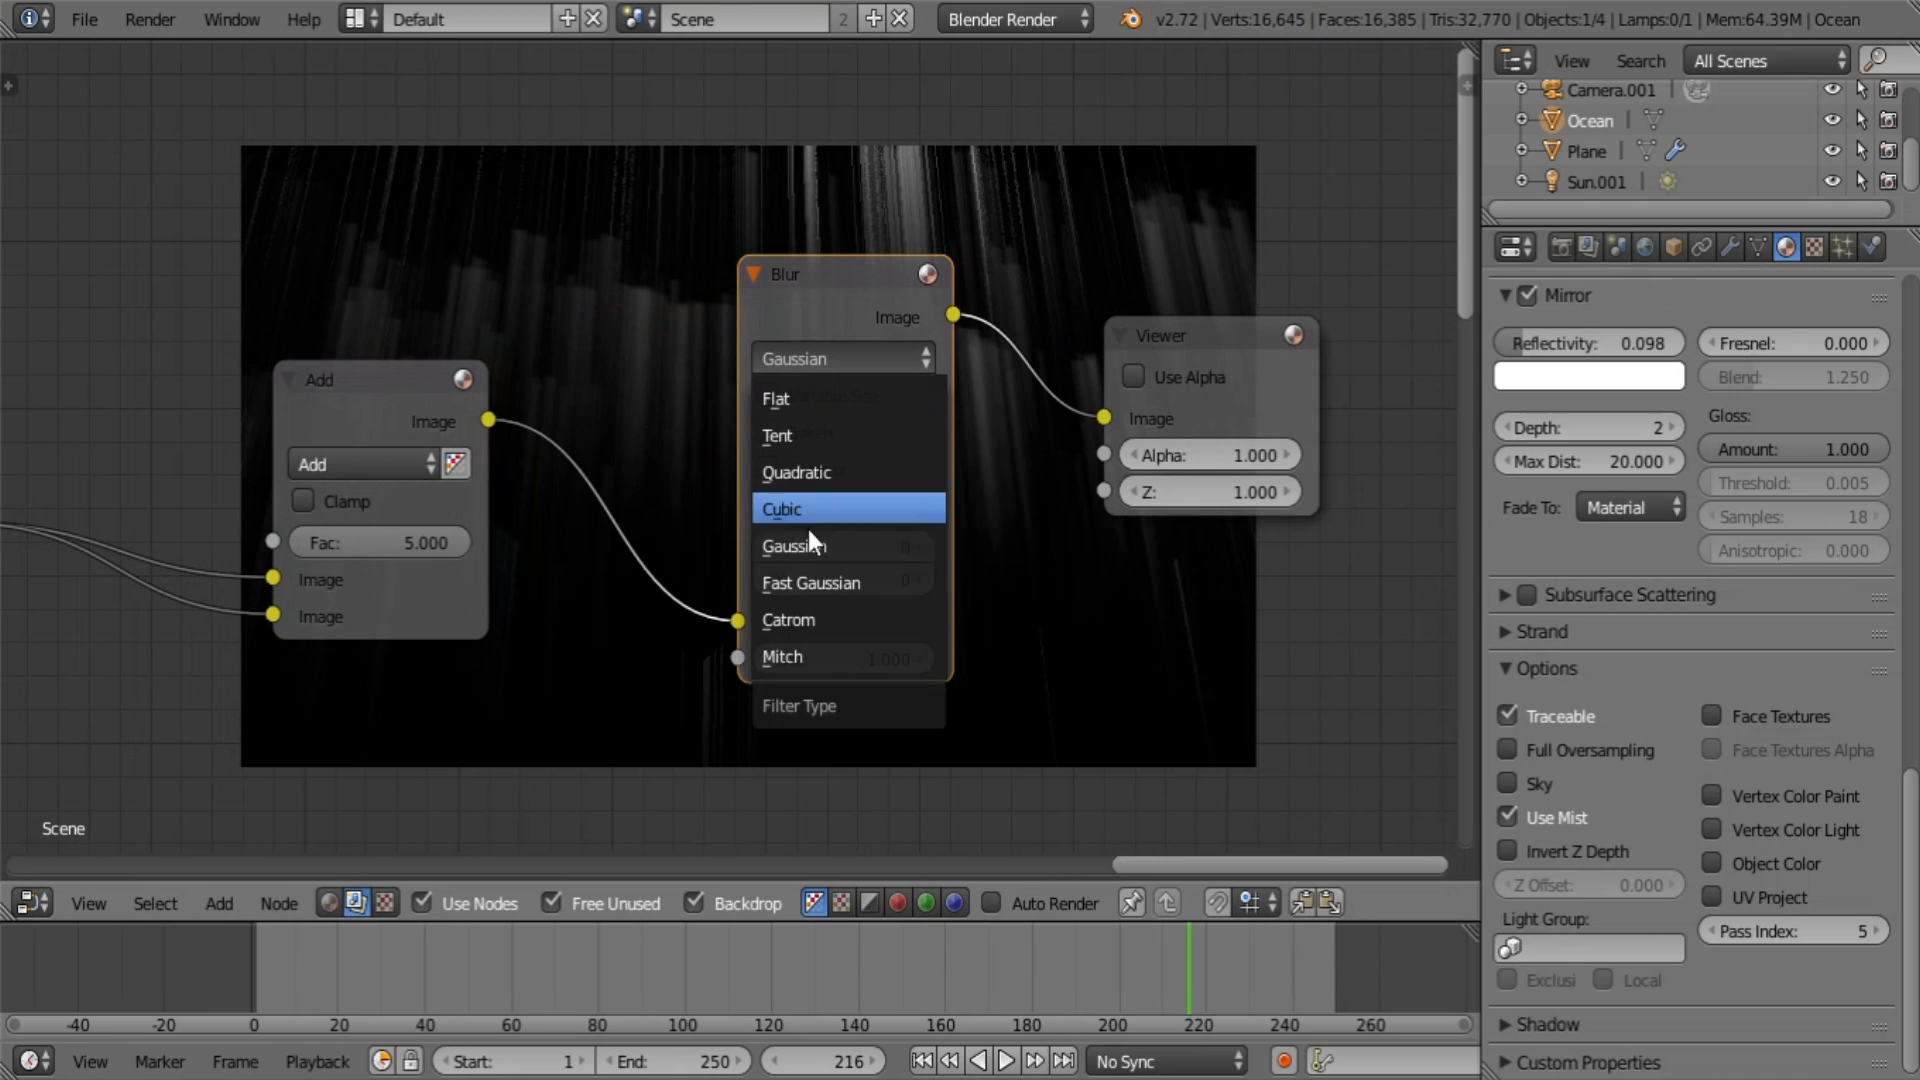 File Render Window Help Default Scene 2 Blender Render v2.72 | Verts:16,645 | Faces:16,385 | Tris:32,770 | Objects:1/4 | Lamps:0/1 | Mem:64.39M | Ocean
View Search All Scenes
Camera.001
Ocean
Plane
Sun.001
Add
Image
Add
Clamp
Fac: 5.000
Image
Image
Blur
Image
Gaussian
Flat
Tent
Quadratic
Cubic
Gaussian
Fast Gaussian
Catrom
Mitch 1.000
Filter Type
Viewer
Use Alpha
Image
Alpha: 1.000
Z: 1.000
Scene
Mirror
Reflectivity: 0.098 Fresnel: 0.000
Blend: 1.250
Depth: 2
Max Dist: 20.000
Fade To: Material
Gloss:
Amount: 1.000
Threshold: 0.005
Samples: 18
Anisotropic: 0.000
Subsurface Scattering
Strand
Options
Traceable
Full Oversampling
Sky
Use Mist
Invert Z Depth
Z Offset: 0.000
Light Group:
Exclusi Local
Face Textures
Face Textures Alpha
Vertex Color Paint
Vertex Color Light
Object Color
UV Project
Pass Index: 5
Shadow
Custom Properties
View Select Add Node Use Nodes Free Unused Backdrop Auto Render
-40 -20 0 20 40 60 80 100 120 140 160 180 200 220 240 260
View Marker Frame Playback Start: 1 End: 250 216 No Sync